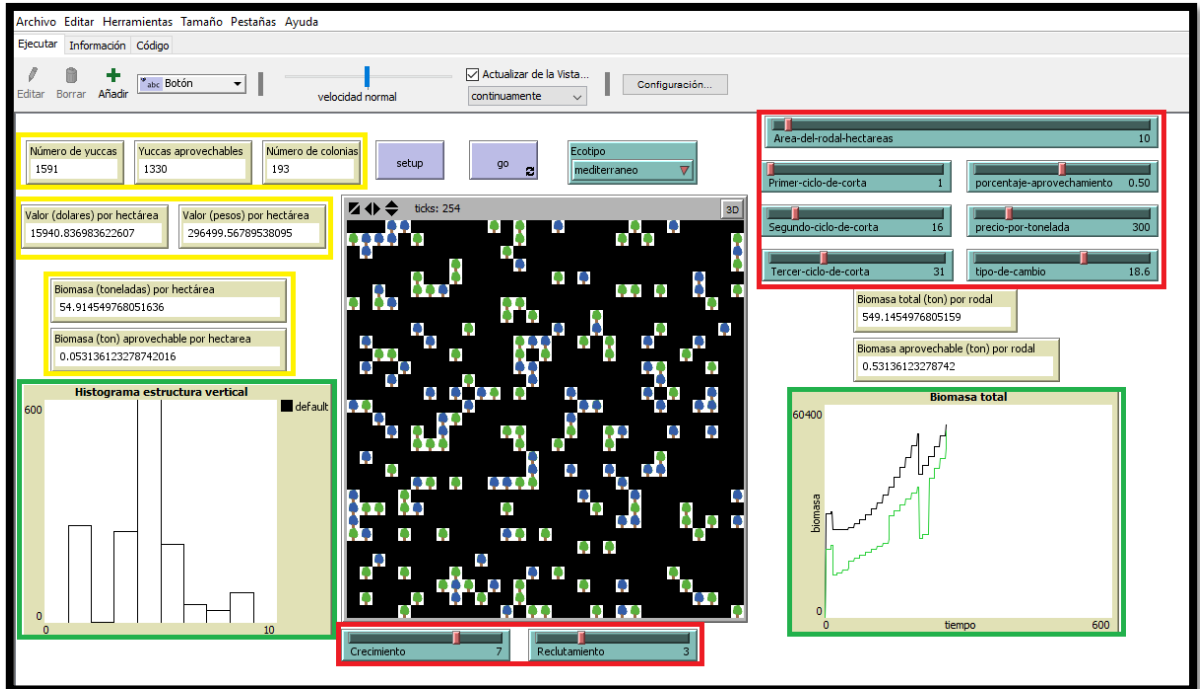 Archivo Editar Herramientas Tamaño Pestañas Ayuda
Ejecutar Información Código
Editar Borrar Añadir
abc Botón
velocidad normal
Actualizar de la Vista...
continuamente
Configuración...
Número de yuccas
1591
Yuccas aprovechables
1330
Número de colonias
193
setup
go
Ecotipo
mediterraneo
Area-del-rodal-hectareas 10
Primer-ciclo-de-corta 1
porcentaje-aprovechamiento 0.50
Segundo-ciclo-de-corta 16
precio-por-tonelada 300
Tercer-ciclo-de-corta 31
tipo-de-cambio 18.6
Valor (dolares) por hectárea
15940.836983622607
Valor (pesos) por hectárea
296499.56789538095
ticks: 254
3D
Biomasa (toneladas) por hectárea
54.914549768051636
Biomasa (ton) aprovechable por hectarea
0.053136123278742016
Biomasa total (ton) por rodal
549.1454976805159
Biomasa aprovechable (ton) por rodal
0.53136123278742
Histograma estructura vertical
600
default
0
0 10
Biomasa total
60400
biomasa
0
0 tiempo 600
Crecimiento 7
Reclutamiento 3